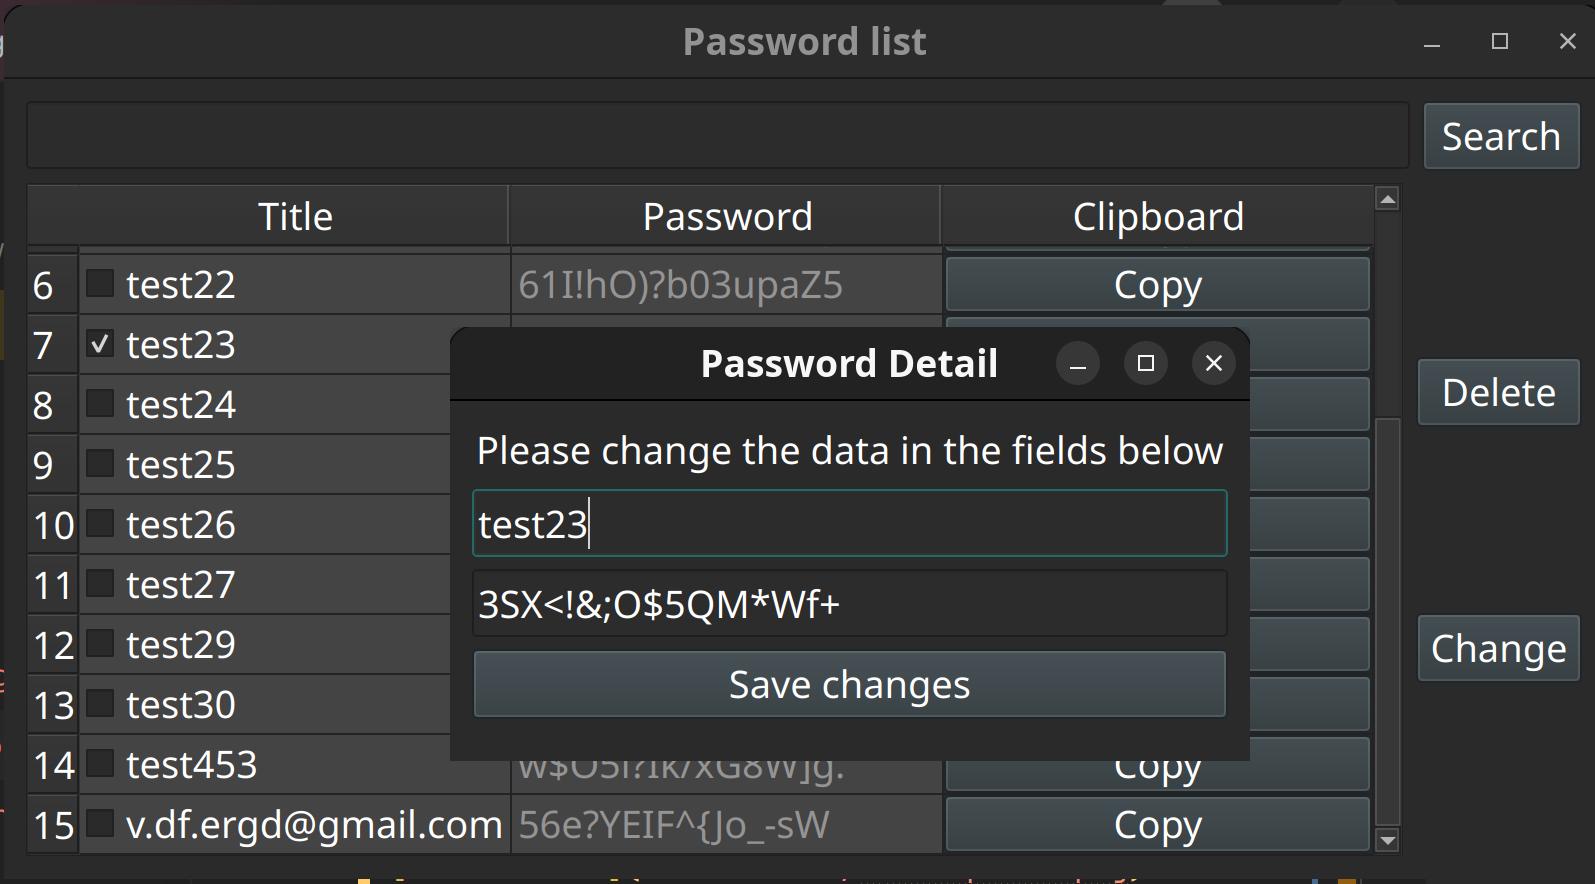 Password list
Search
Title Password Clipboard
6 test22 61I!hO)?b03upaZ5 Copy
7 test23
8 test24
9 test25
10 test26
11 test27
12 test29
13 test30
14 test453 Copy
15 v.df.ergd@gmail.com 56e?YEIF^{Jo_-sW Copy
Delete
Change
Password Detail
Please change the data in the fields below
test23
3SX<!&;O$5QM*Wf+
Save changes